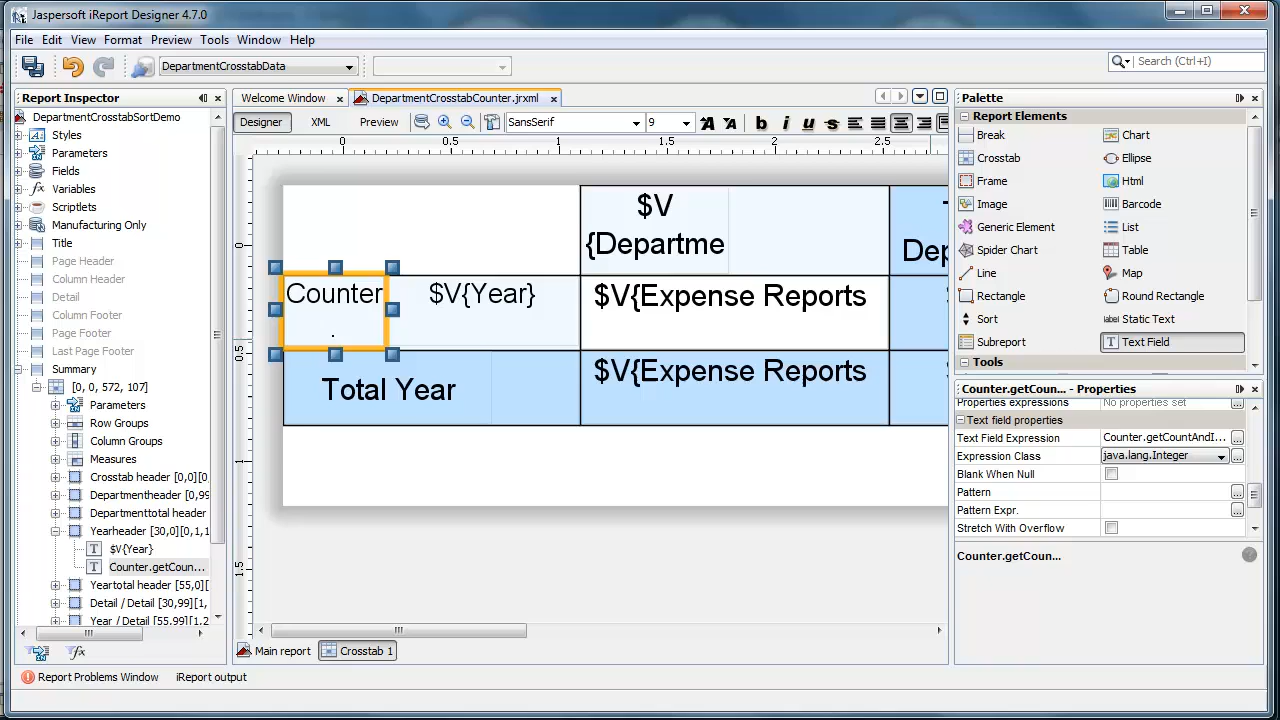 Jaspersoft iReport Designer 4.7.0
File Edit View Format Preview Tools Window Help
DepartmentCrosstabData
Search (Ctrl+I)
Report Inspector
DepartmentCrosstabSortDemo
Styles
Parameters
Fields
Variables
Scriptlets
Manufacturing Only
Title
Page Header
Column Header
Detail
Column Footer
Page Footer
Last Page Footer
Summary
[0, 0, 572, 107]
Parameters
Row Groups
Column Groups
Measures
Crosstab header [0,0][0,
Departmentheader [0,99
Departmenttotal header
Yearheader [30,0][0,1,1
$V{Year}
Counter.getCoun...
Yeartotal header [55,0][
Detail / Detail [30,99][1,
Year / Detail [55,99][1,2
Welcome Window
DepartmentCrosstabCounter.jrxml
Designer XML Preview SansSerif 9
0 0.5 1 1.5 2 2.5
0
0.5
1
1.5
$V
{Departme
Counter
.
$V{Year}
$V{Expense Reports
Total Year
$V{Expense Reports
Main report
Crosstab 1
Palette
Report Elements
Break Chart
Crosstab Ellipse
Frame Html
Image Barcode
Generic Element List
Spider Chart Table
Line Map
Rectangle Round Rectangle
Sort Static Text
Subreport Text Field
Tools
Counter.getCoun... - Properties
Properties expressions No properties set
Text field properties
Text Field Expression Counter.getCountAndI...
Expression Class java.lang.Integer
Blank When Null
Pattern
Pattern Expr.
Stretch With Overflow
Counter.getCoun...
Report Problems Window iReport output